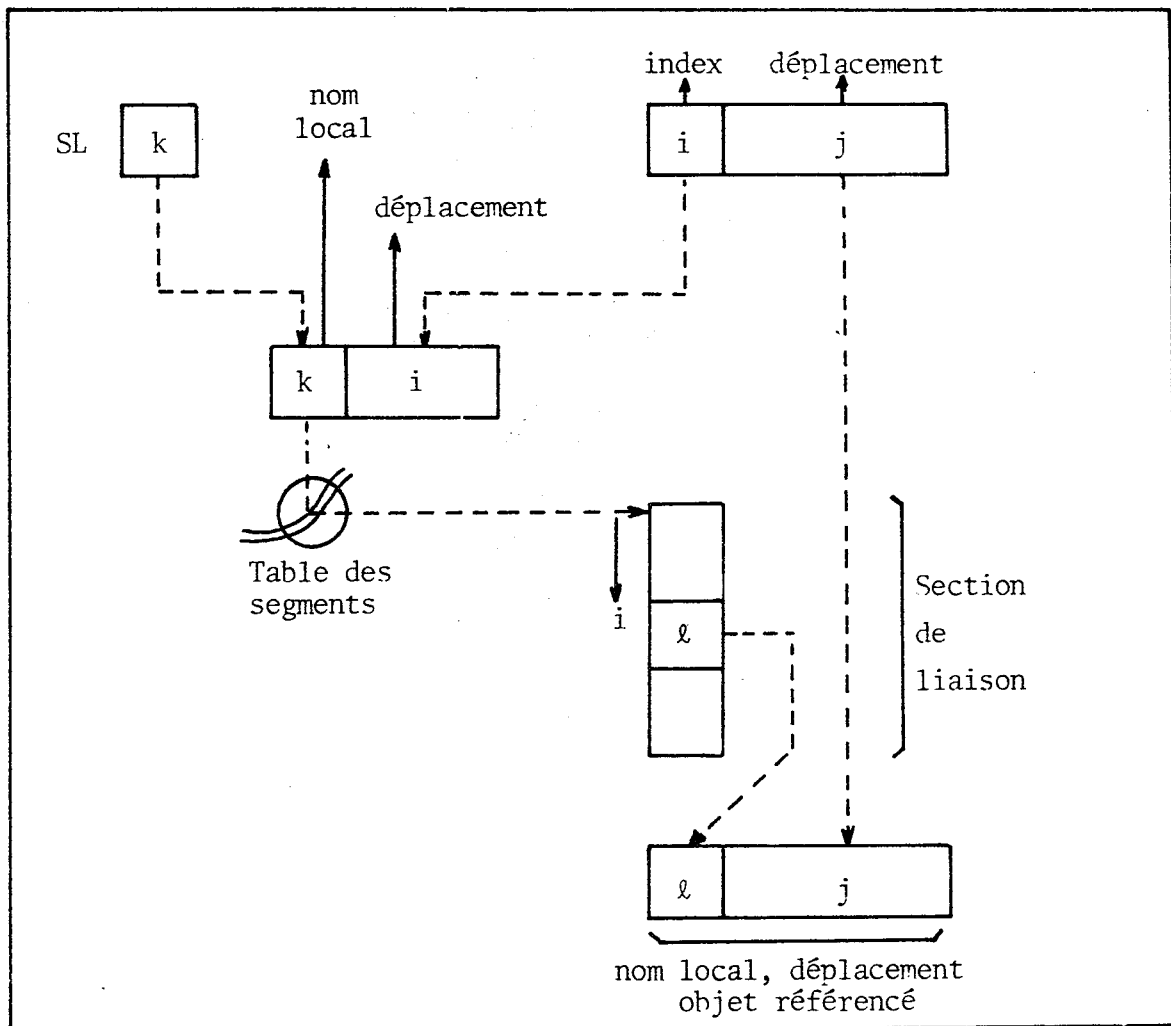 index déplacement
nom
local
SL k
i j
déplacement
k i
Table des
segments
i
ℓ
Section
de
liaison
ℓ j
nom local, déplacement
objet référencé